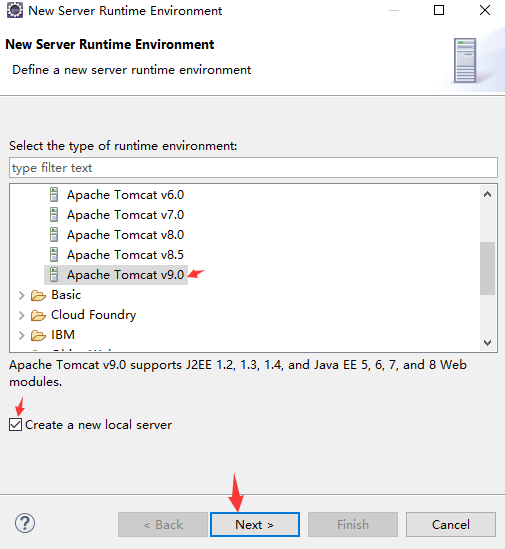 New Server Runtime Environment
New Server Runtime Environment
Define a new server runtime environment
Select the type of runtime environment:
type filter text
Apache Tomcat v6.0
Apache Tomcat v7.0
Apache Tomcat v8.0
Apache Tomcat v8.5
Apache Tomcat v9.0
Basic
Cloud Foundry
IBM
Apache Tomcat v9.0 supports J2EE 1.2, 1.3, 1.4, and Java EE 5, 6, 7, and 8 Web
modules.
Create a new local server
? < Back Next > Finish Cancel